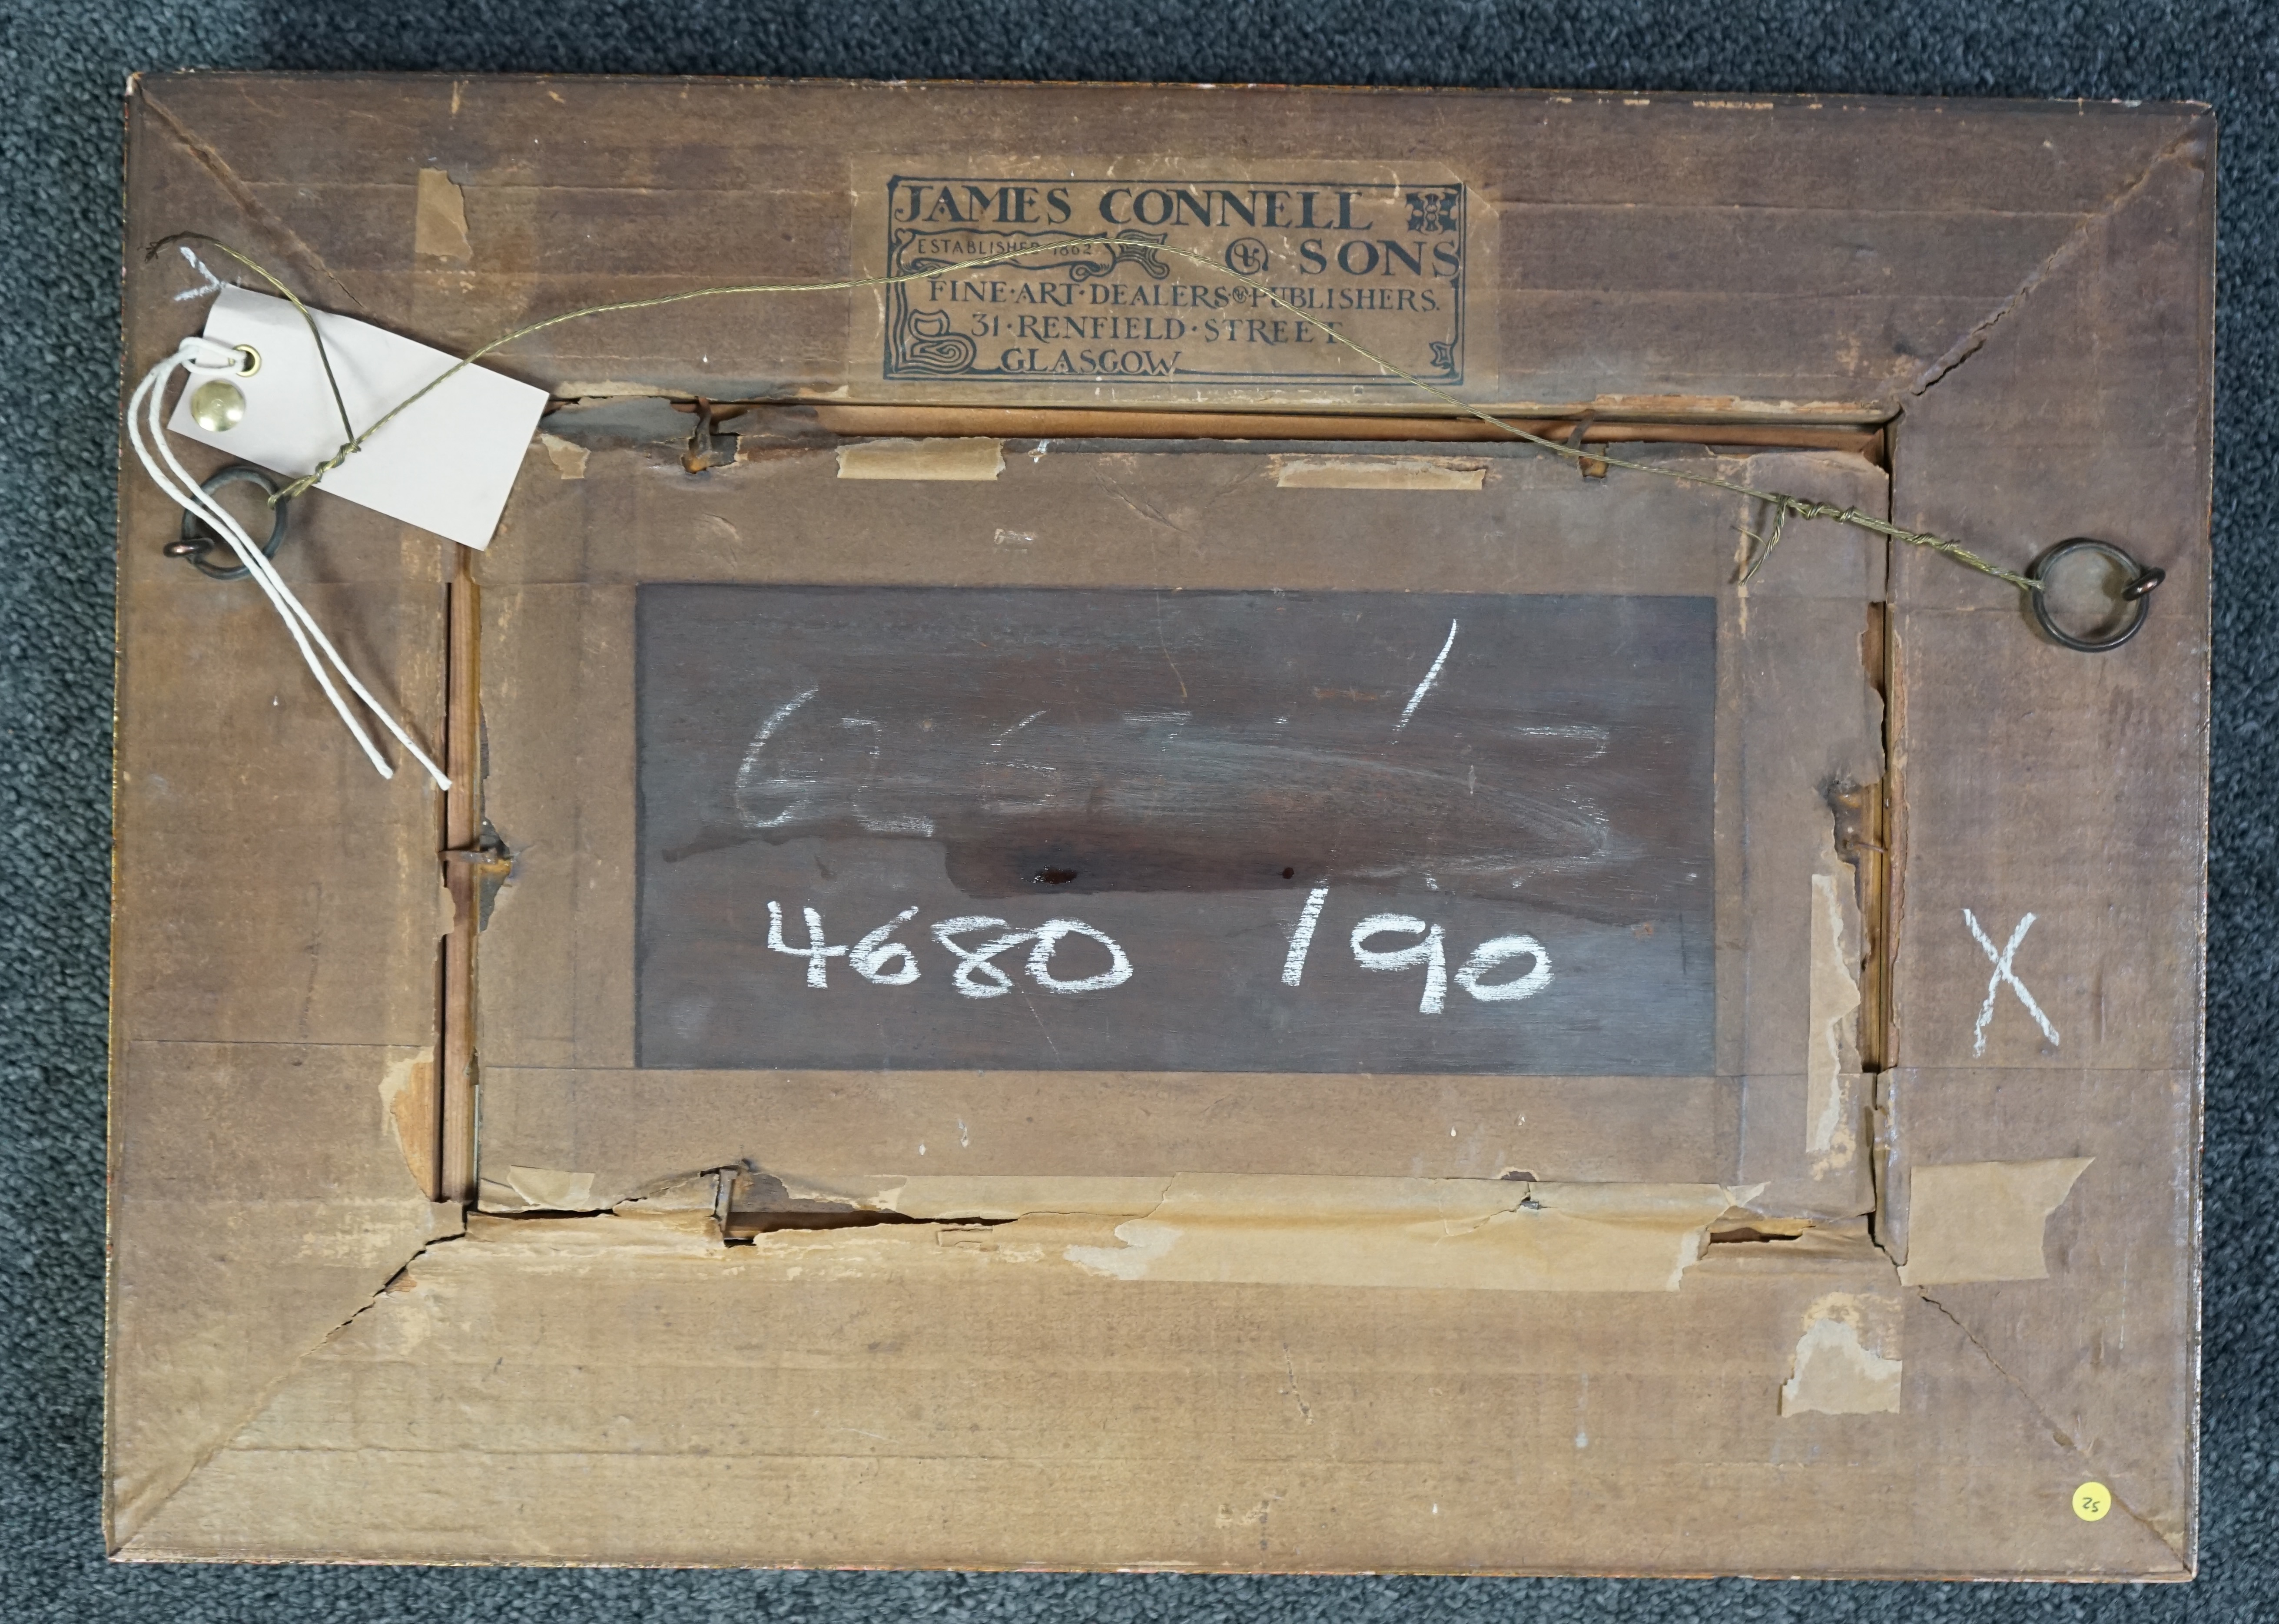 JAMES CONNELL
& SONS
ESTABLISHED 1862
FINE·ART·DEALERS & PUBLISHERS.
31·RENFIELD·STREET
GLASGOW
4680 190
X
25